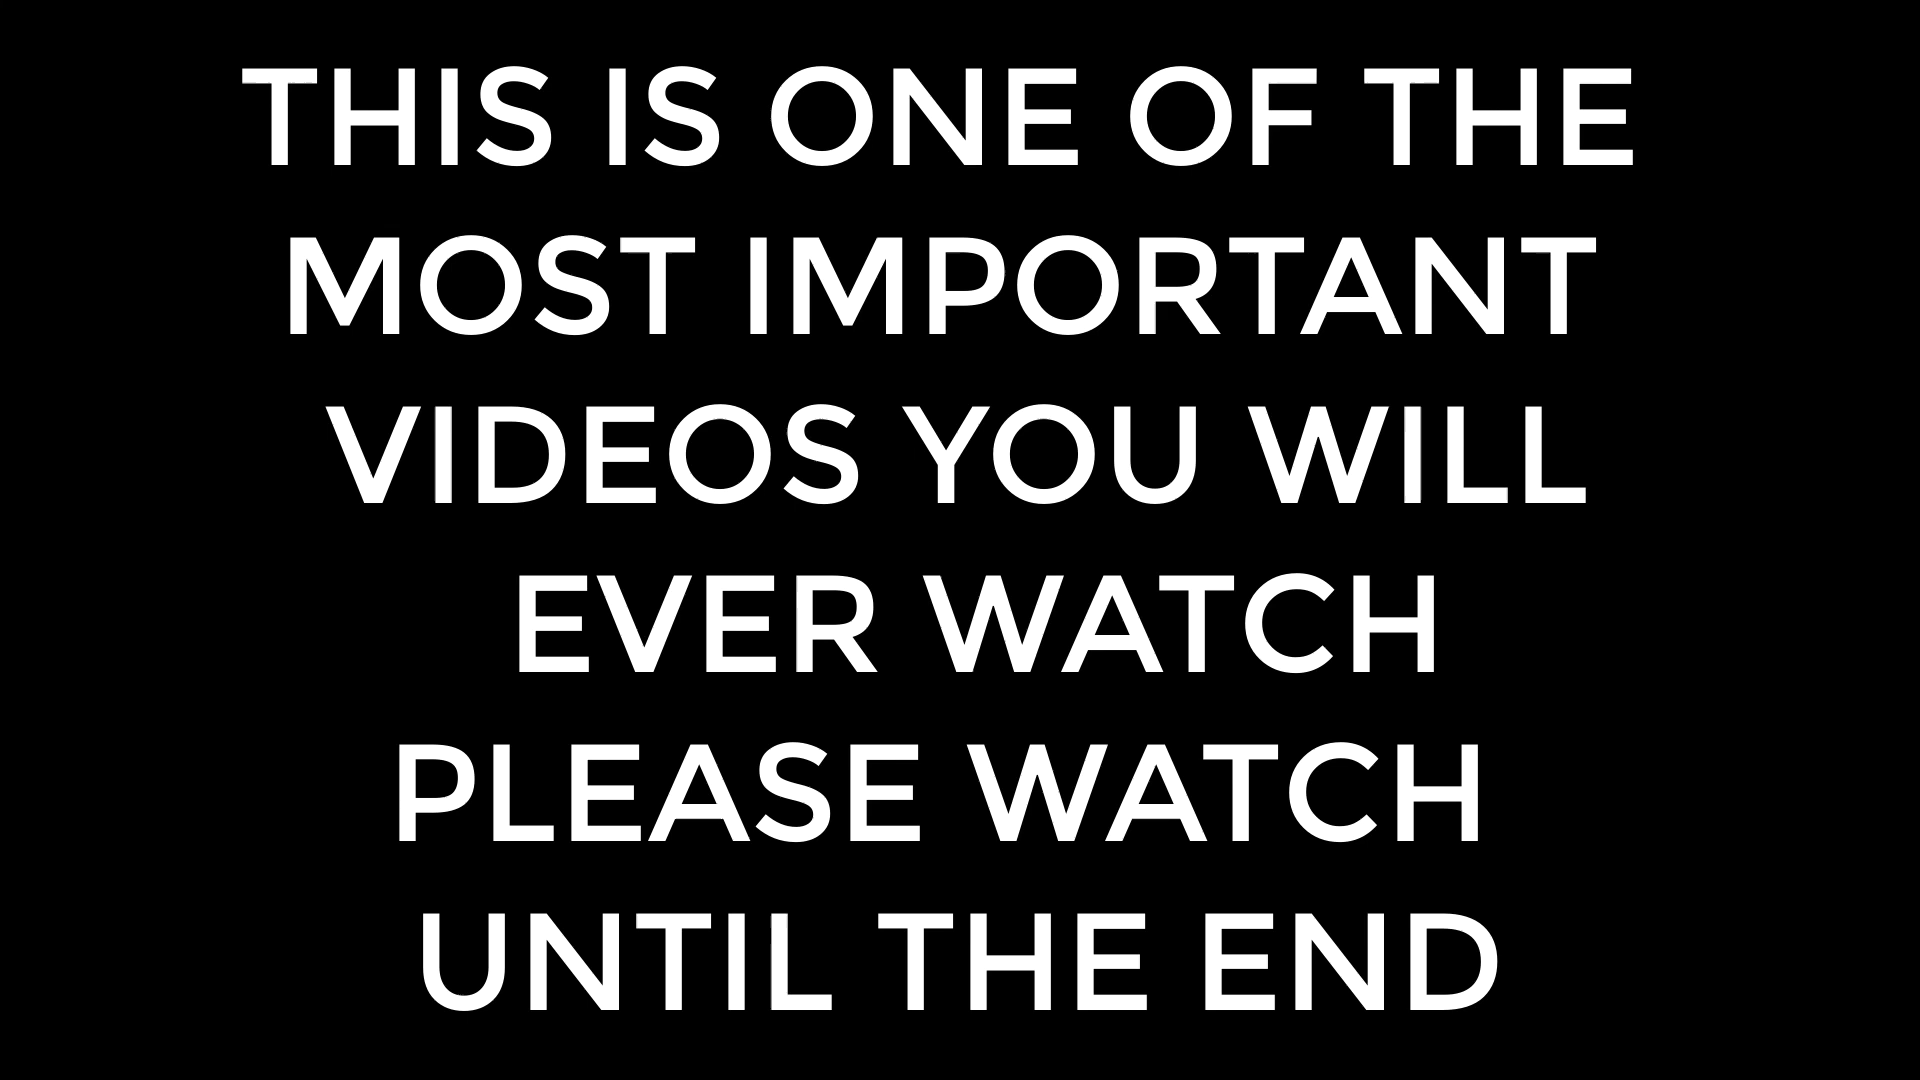 THIS IS ONE OF THE
MOST IMPORTANT
VIDEOS YOU WILL
EVER WATCH
PLEASE WATCH
UNTIL THE END